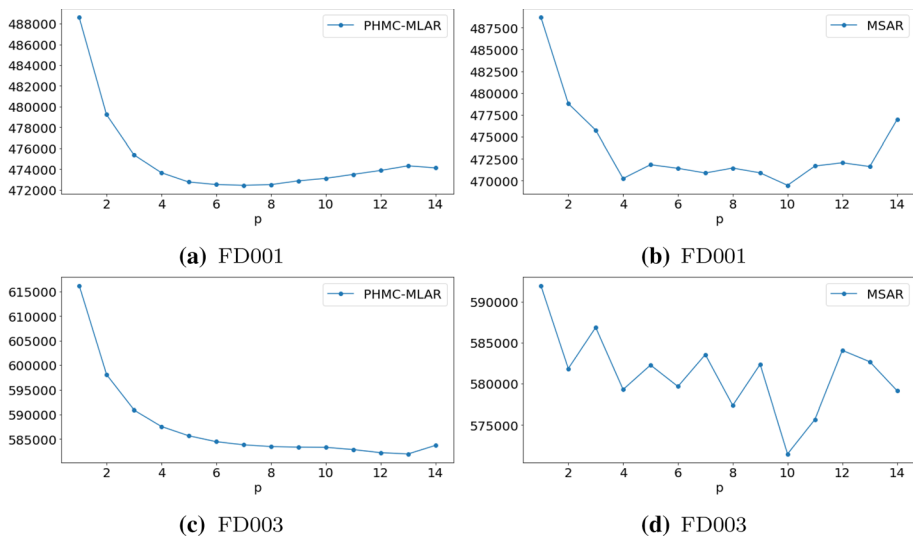 488000
486000
484000
482000
480000
478000
476000
474000
472000
PHMC-MLAR
2 4 6 8 10 12 14
p
(a) FD001
487500
485000
482500
480000
477500
475000
472500
470000
MSAR
2 4 6 8 10 12 14
p
(b) FD001
615000
610000
605000
600000
595000
590000
585000
PHMC-MLAR
2 4 6 8 10 12 14
p
(c) FD003
590000
585000
580000
575000
MSAR
2 4 6 8 10 12 14
p
(d) FD003